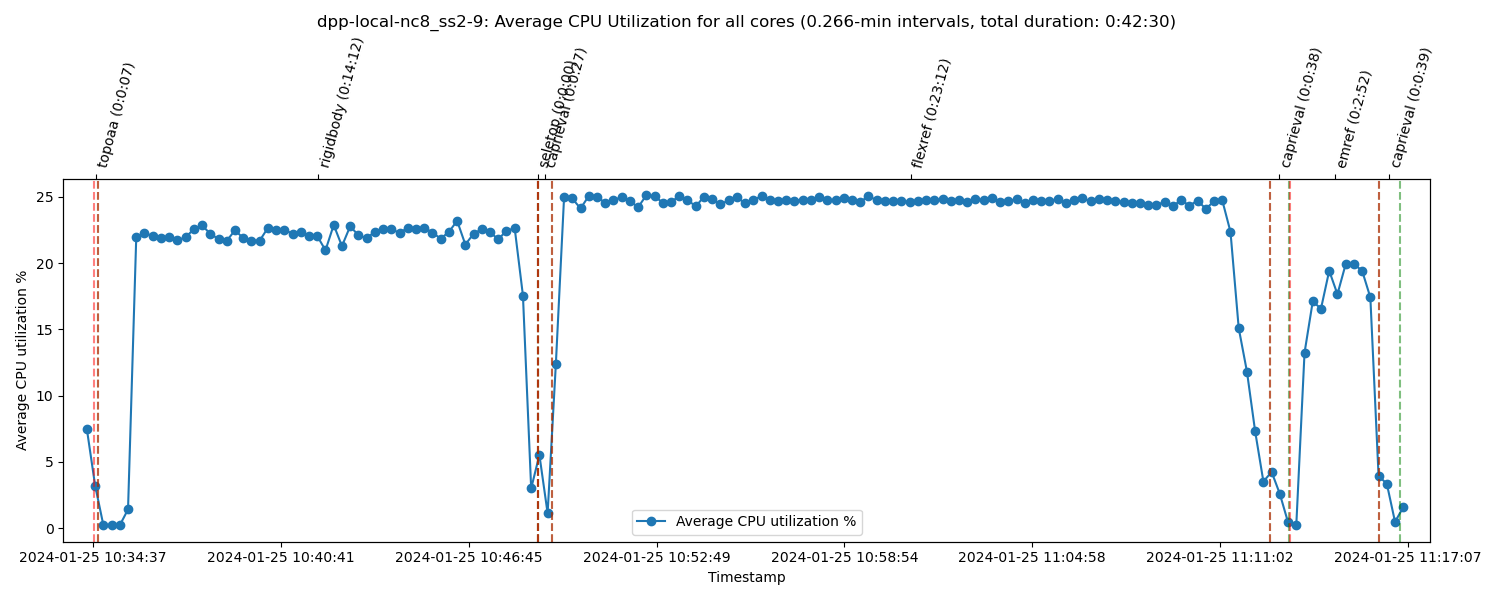 dpp-local-nc8_ss2-9: Average CPU Utilization for all cores (0.266-min intervals, total duration: 0:42:30)
topoaa (0:0:07)
rigidbody (0:14:12)
seletop (0:0:00)
caprieval (0:0:27)
flexref (0:23:12)
caprieval (0:0:38)
emref (0:2:52)
caprieval (0:0:39)
Average CPU utilization %
25
20
15
10
5
0
Average CPU utilization %
2024-01-25 10:34:37
2024-01-25 10:40:41
2024-01-25 10:46:45
2024-01-25 10:52:49
2024-01-25 10:58:54
2024-01-25 11:04:58
2024-01-25 11:11:02
2024-01-25 11:17:07
Timestamp